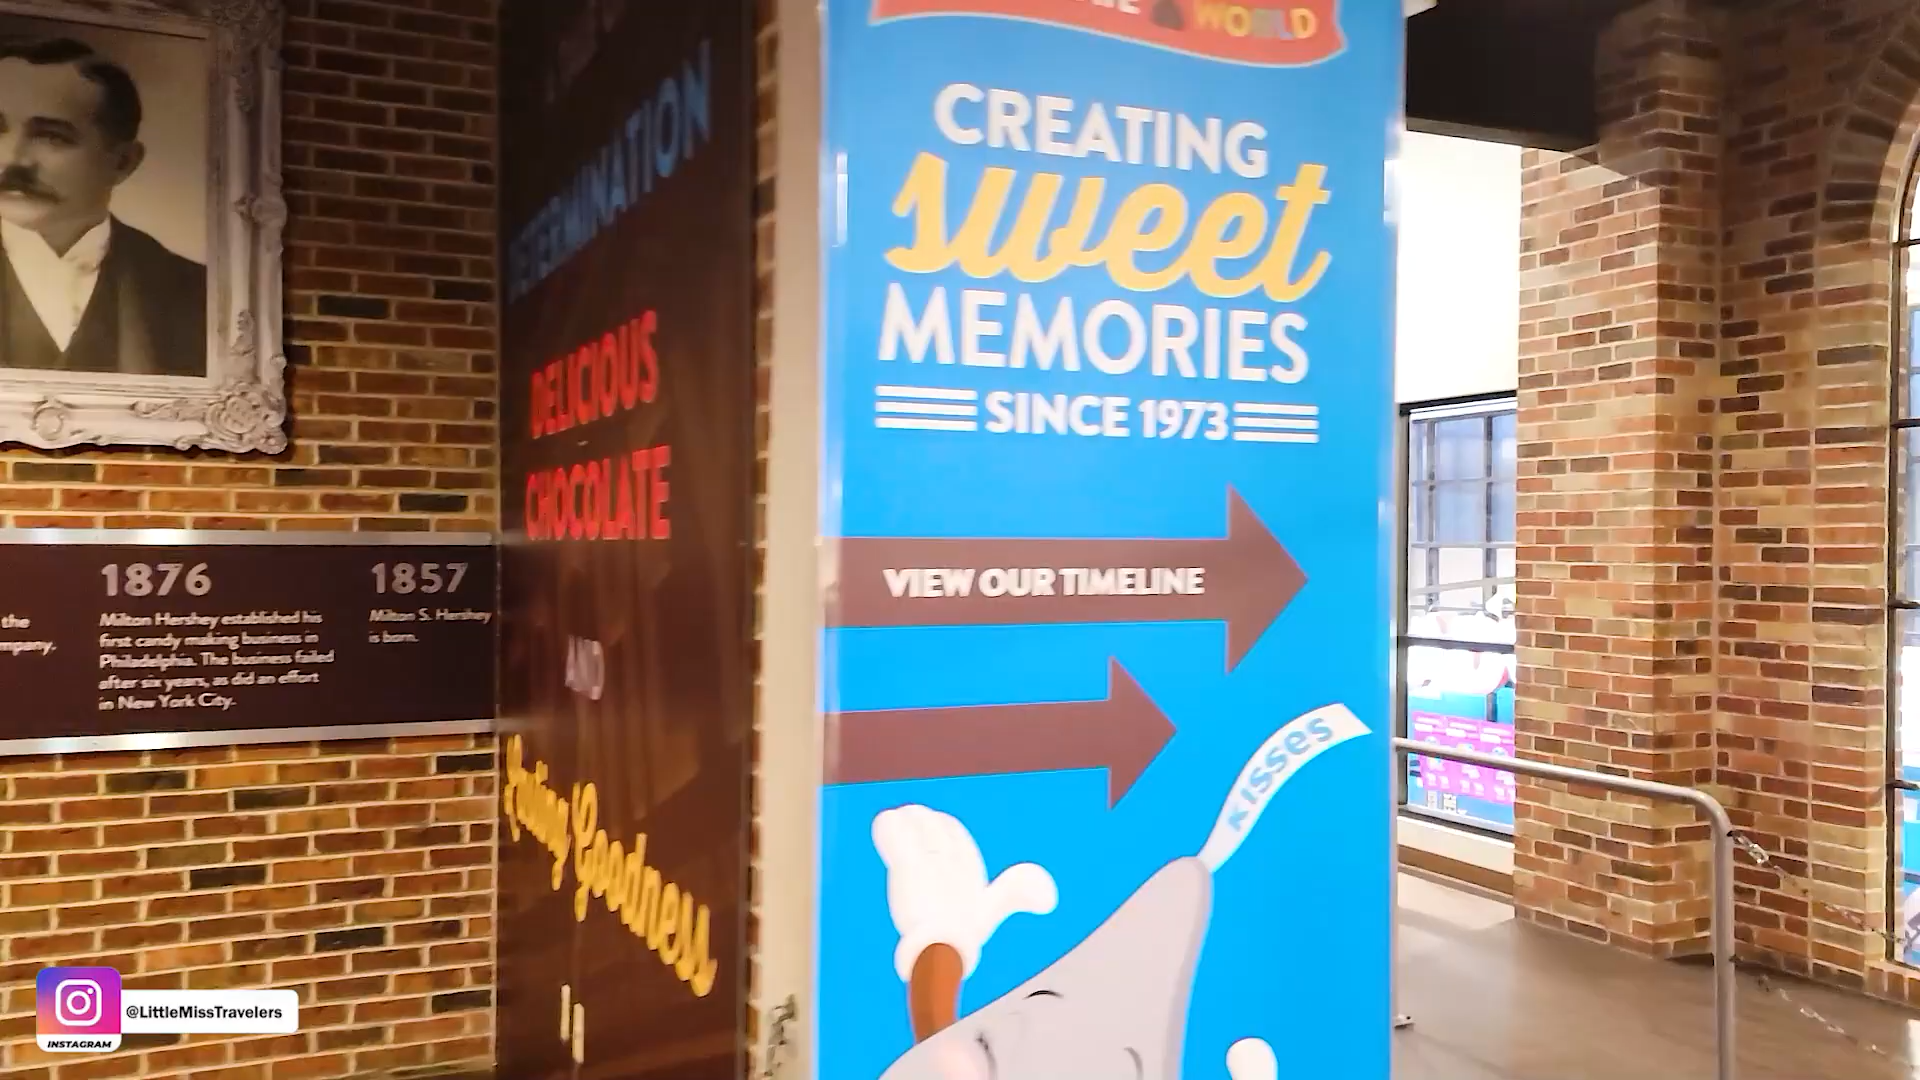 WORLD
CREATING
sweet
MEMORIES
SINCE 1973
VIEW OUR TIMELINE
KISSES
DETERMINATION
DELICIOUS
CHOCOLATE
AND
Goodness
the
1876
Milton Hershey established his
first candy making business in
Philadelphia. The business failed
after six years, as did an effort
in New York City.
1857
Milton S. Hershey
is born.
@LittleMissTravelers
INSTAGRAM